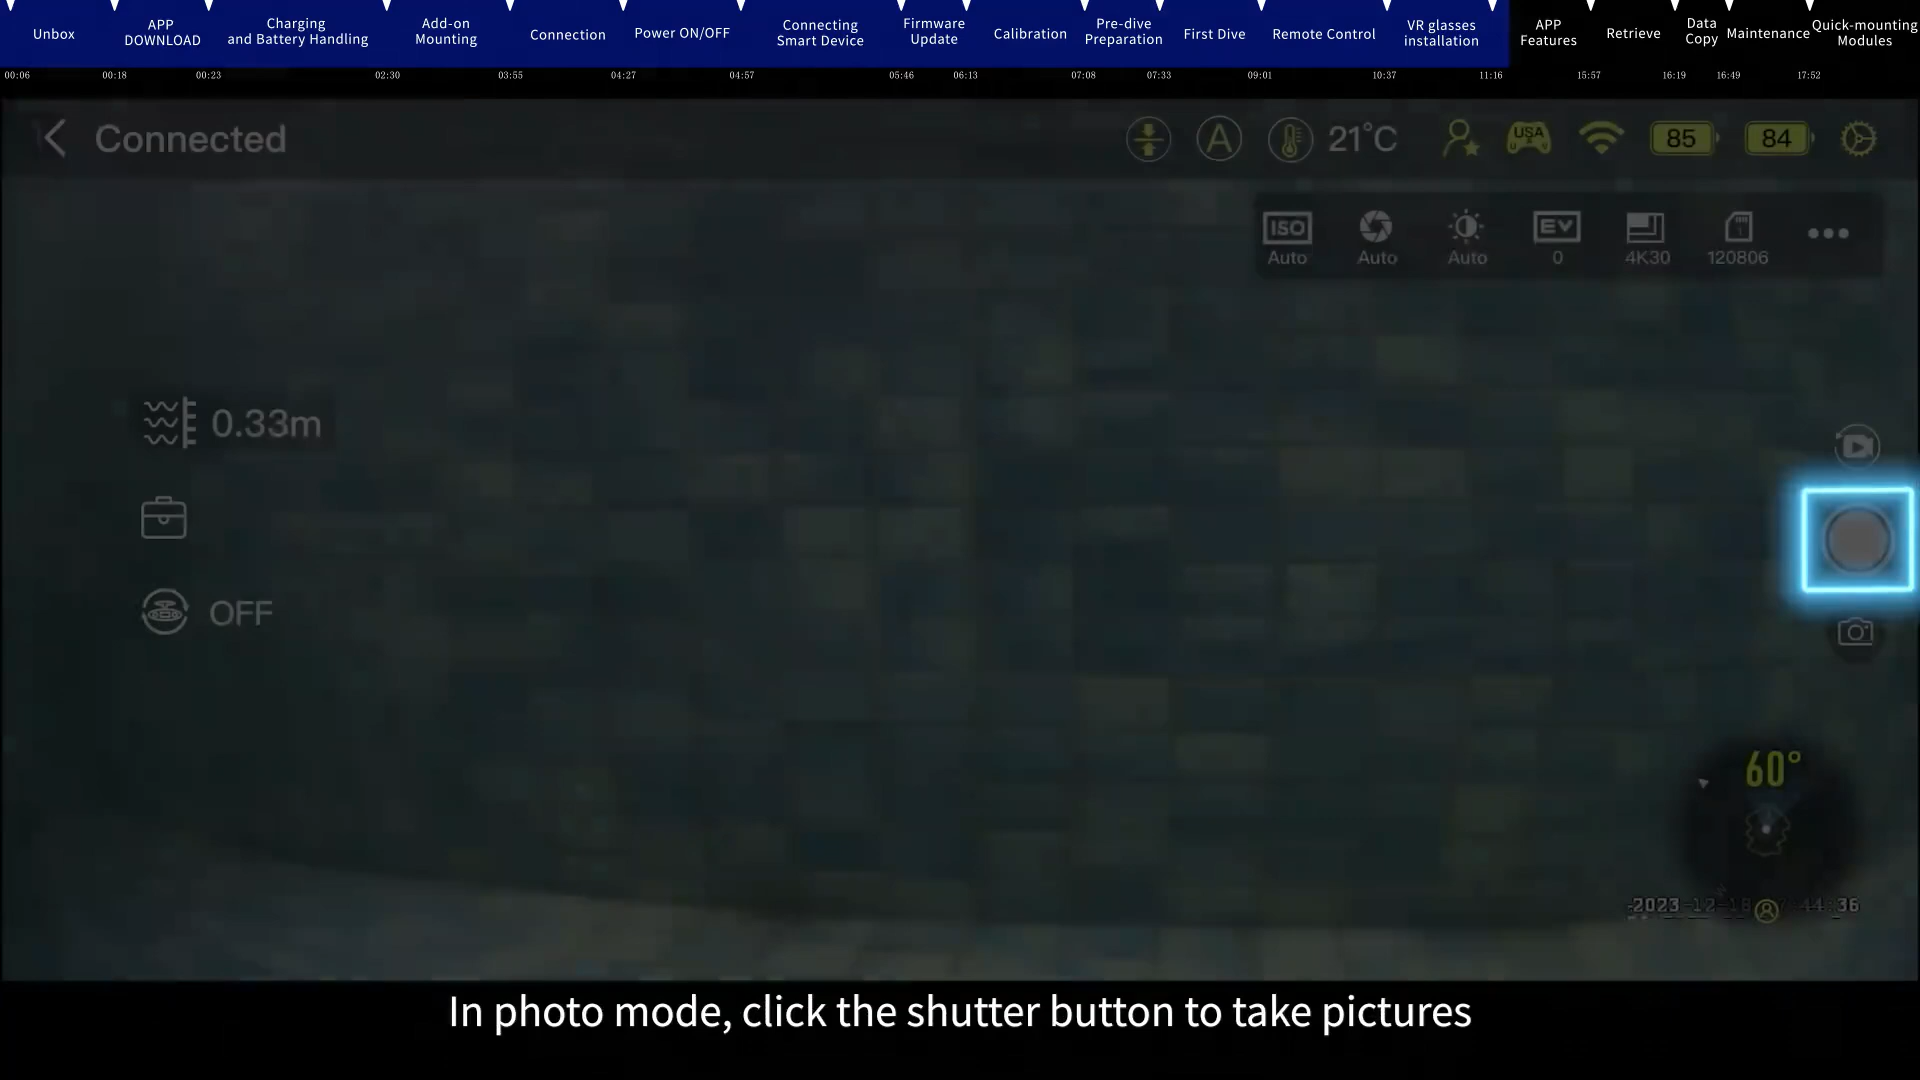 Unbox
APP
DOWNLOAD
Charging
and Battery Handling
Add-on
Mounting
Connection
Power ON/OFF
Connecting
Smart Device
Firmware
Update
Calibration
Pre-dive
Preparation
First Dive
Remote Control
VR glasses
installation
APP
Features
Retrieve
Data
Copy
Maintenance
Quick-mounting
Modules
00:06 00:18 00:23 02:30 03:55 04:27 04:57 05:46 06:13 07:08 07:33 09:01 10:37 11:16 15:57 16:19 16:49 17:52
Connected
A
21°C
USA
85
84
ISO
Auto
Auto
Auto
EV
0
4K30
120806
0.33m
OFF
60°
2023-12-18
44:36
In photo mode, click the shutter button to take pictures